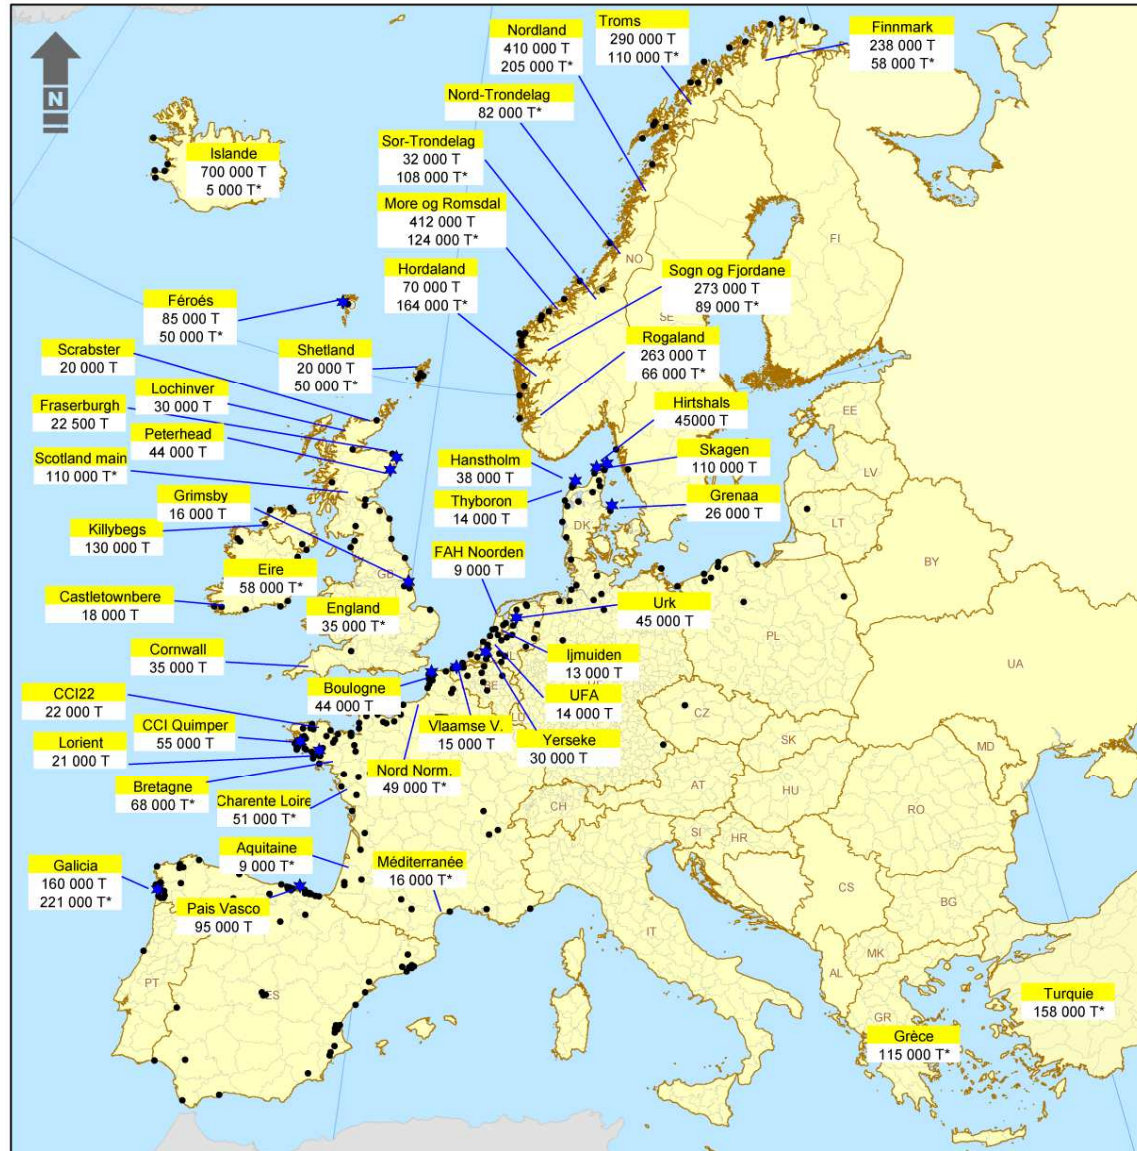 Nordland
410 000 T
205 000 T*
Troms
290 000 T
110 000 T*
Finnmark
238 000 T
58 000 T*
N
Nord-Trondelag
82 000 T*
Sor-Trondelag
32 000 T
108 000 T*
Islande
700 000 T
5 000 T*
More og Romsdal
412 000 T
124 000 T*
Hordaland
70 000 T
164 000 T*
Sogn og Fjordane
273 000 T
89 000 T*
Rogaland
263 000 T
66 000 T*
NO
SE
FI
Féroés
85 000 T
50 000 T*
Shetland
20 000 T
50 000 T*
Scrabster
20 000 T
Lochinver
30 000 T
Fraserburgh
22 500 T
Peterhead
44 000 T
Scotland main
110 000 T*
Grimsby
16 000 T
Killybegs
130 000 T
Eire
58 000 T*
Castletownbere
18 000 T
England
35 000 T*
Cornwall
35 000 T
GB
Hirtshals
45000 T
Hanstholm
38 000 T
Skagen
110 000 T
Thyboron
14 000 T
Grenaa
26 000 T
DK
EE
LV
LT
BY
FAH Noorden
9 000 T
Urk
45 000 T
Ijmuiden
13 000 T
UFA
14 000 T
Yerseke
30 000 T
Vlaamse V.
15 000 T
Boulogne
44 000 T
PL
UA
BE
LU
CZ
SK
MD
AT
HU
RO
CH
SI
HR
CS
BG
CCI22
22 000 T
CCI Quimper
55 000 T
Lorient
21 000 T
Bretagne
68 000 T*
Nord Norm.
49 000 T*
Charente Loire
51 000 T*
Aquitaine
9 000 T*
Méditerranée
16 000 T*
Galicia
160 000 T
221 000 T*
Pais Vasco
95 000 T
PT
ES
IT
MK
AL
GR
Grèce
115 000 T*
Turquie
158 000 T*